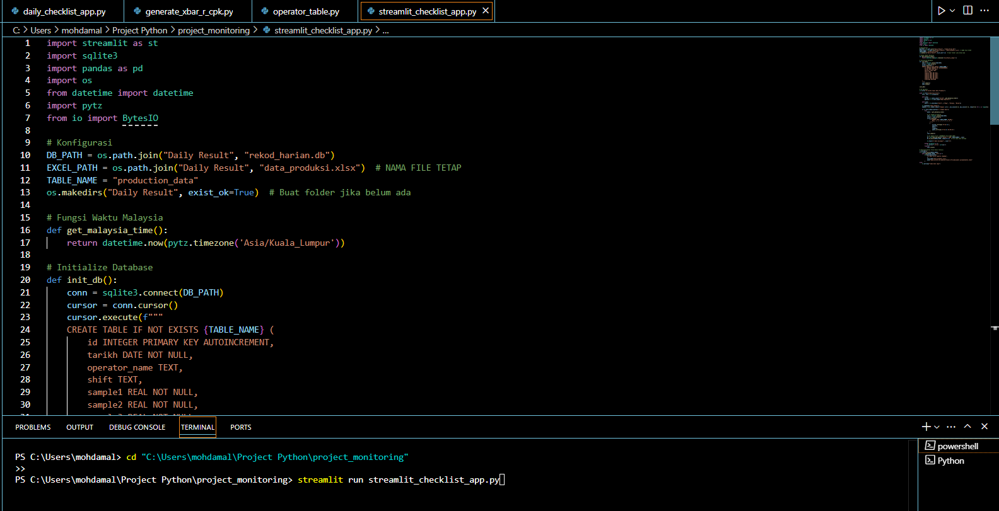 daily_checklist_app.py generate_xbar_r_cpk.py operator_table.py streamlit_checklist_app.py
C: > Users > mohdamal > Project Python > project_monitoring > streamlit_checklist_app.py > ...
1 import streamlit as st
2 import sqlite3
3 import pandas as pd
4 import os
5 from datetime import datetime
6 import pytz
7 from io import BytesIO
8
9 # Konfigurasi
10 DB_PATH = os.path.join("Daily Result", "rekod_harian.db")
11 EXCEL_PATH = os.path.join("Daily Result", "data_produksi.xlsx")  # NAMA FILE TETAP
12 TABLE_NAME = "production_data"
13 os.makedirs("Daily Result", exist_ok=True)  # Buat folder jika belum ada
14
15 # Fungsi Waktu Malaysia
16 def get_malaysia_time():
17     return datetime.now(pytz.timezone('Asia/Kuala_Lumpur'))
18
19 # Initialize Database
20 def init_db():
21     conn = sqlite3.connect(DB_PATH)
22     cursor = conn.cursor()
23     cursor.execute(f"""
24     CREATE TABLE IF NOT EXISTS {TABLE_NAME} (
25         id INTEGER PRIMARY KEY AUTOINCREMENT,
26         tarikh DATE NOT NULL,
27         operator_name TEXT,
28         shift TEXT,
29         sample1 REAL NOT NULL,
30         sample2 REAL NOT NULL,
PROBLEMS OUTPUT DEBUG CONSOLE TERMINAL PORTS
PS C:\Users\mohdamal> cd "C:\Users\mohdamal\Project Python\project_monitoring"
>>
PS C:\Users\mohdamal\Project Python\project_monitoring> streamlit run streamlit_checklist_app.py
powershell
Python